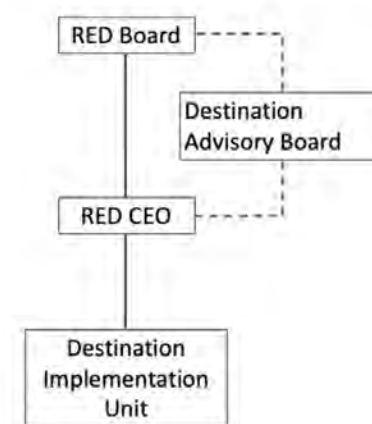 RED Board
Destination
Advisory Board
RED CEO
Destination
Implementation
Unit